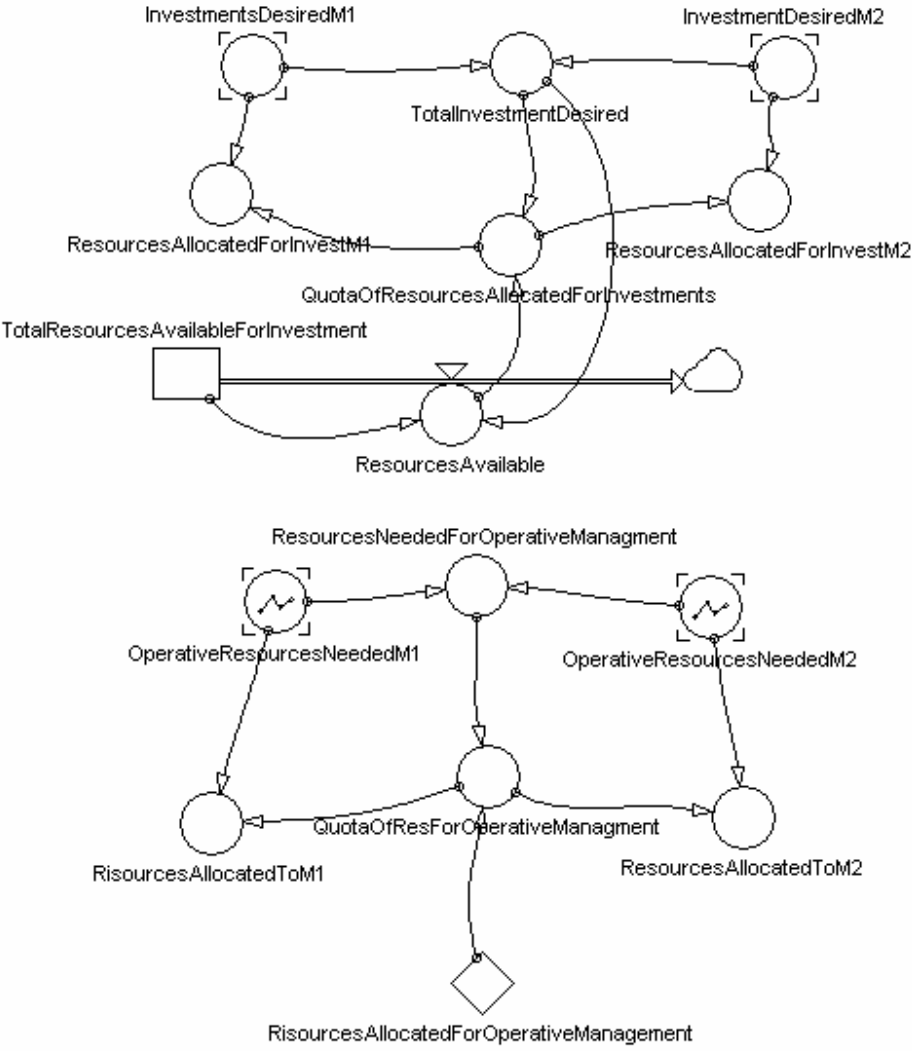 InvestmentsDesiredM1
InvestmentDesiredM2
TotalInvestmentDesired
ResourcesAllocatedForInvestM1
ResourcesAllocatedForInvestM2
QuotaOfResourcesAllocatedForInvestments
TotalResourcesAvailableForInvestment
ResourcesAvailable
ResourcesNeededForOperativeManagment
OperativeResourcesNeededM1
OperativeResourcesNeededM2
QuotaOfResForOperativeManagment
RisourcesAllocatedToM1
ResourcesAllocatedToM2
RisourcesAllocatedForOperativeManagement